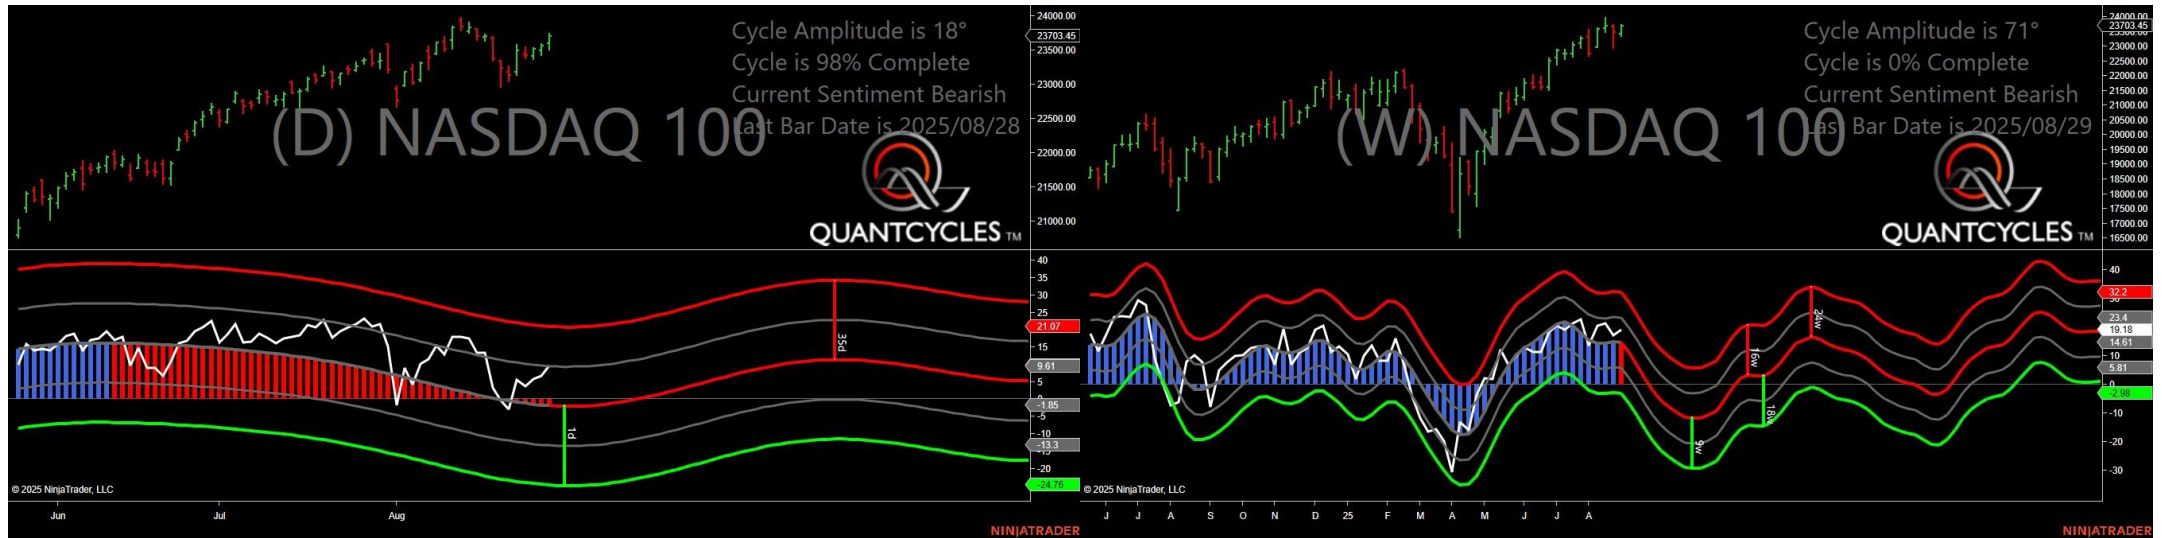 (D) NASDAQ 100
Cycle Amplitude is 18°
Cycle is 98% Complete
Current Sentiment Bearish
Last Bar Date is 2025/08/28
QUANTCYCLES TM
24000.00
23703.45
23500.00
23000.00
22500.00
22000.00
21500.00
21000.00
40
35
30
25
21.07
15
9.61
5
-1.85
-5
-10
-13.3
-20
-24.76
35d
1d
© 2025 NinjaTrader, LLC
Jun
Jul
Aug
NINJATRADER
(W) NASDAQ 100
Cycle Amplitude is 71°
Cycle is 0% Complete
Current Sentiment Bearish
Last Bar Date is 2025/08/29
QUANTCYCLES TM
24000.00
23703.45
23000.00
22500.00
22000.00
21500.00
21000.00
20500.00
20000.00
19500.00
19000.00
18500.00
18000.00
17500.00
17000.00
16500.00
40
32.2
23.4
19.18
14.61
10
5.81
0
-2.98
-10
-20
-30
24w
16w
18w
9w
© 2025 NinjaTrader, LLC
J
J
A
S
O
N
D
25
F
M
A
M
J
J
A
NINJATRADER